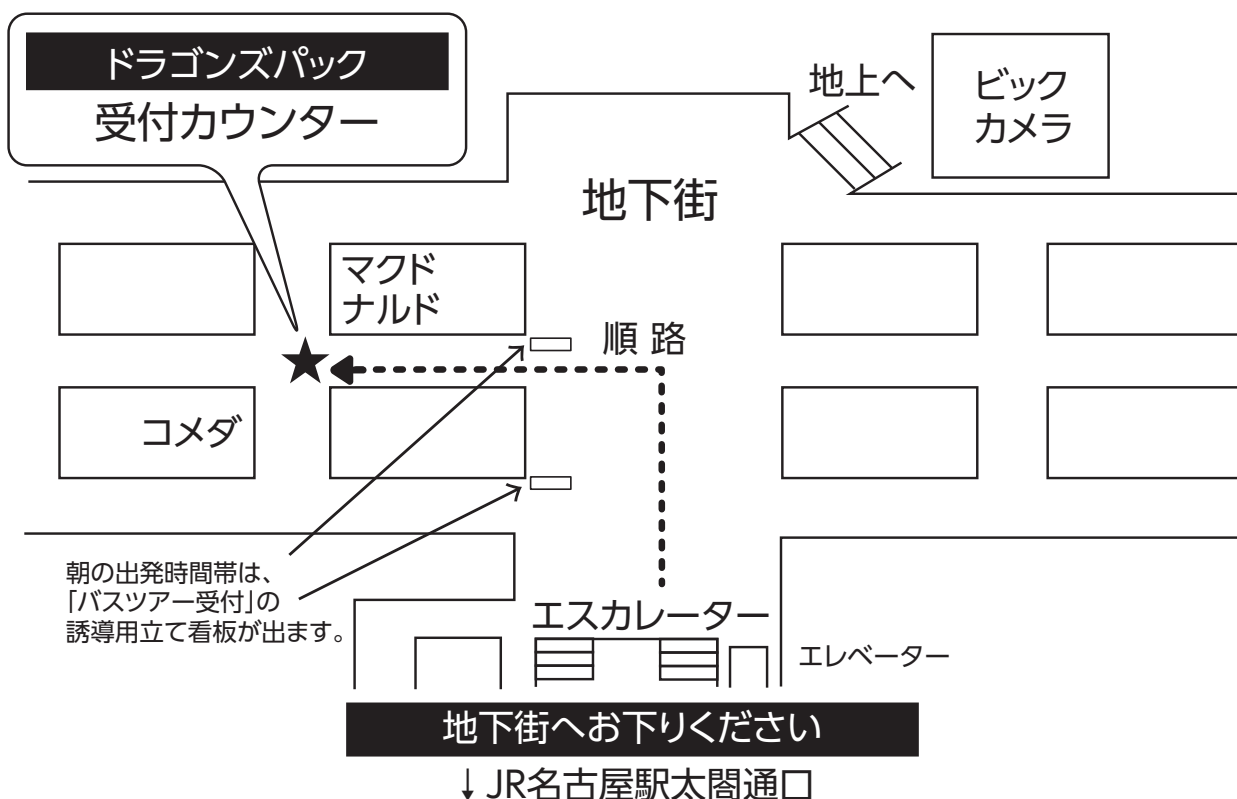 ドラゴンズパック
受付カウンター
地上へ
ビック
カメラ
地下街
マクド
ナルド
順 路
コメダ
朝の出発時間帯は、
「バスツアー受付」の
誘導用立て看板が出ます。
エスカレーター
エレベーター
地下街へお下りください
↓JR名古屋駅太閤通口